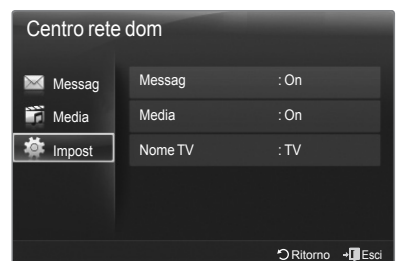 Centro rete dom
Messag
Media
Impost
Messag : On
Media : On
Nome TV : TV
Ritorno Esci